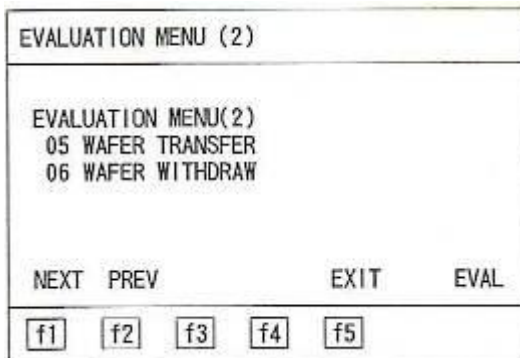 EVALUATION MENU (2)
EVALUATION MENU(2)
05 WAFER TRANSFER
06 WAFER WITHDRAW
NEXT PREV EXIT EVAL
f1 f2 f3 f4 f5